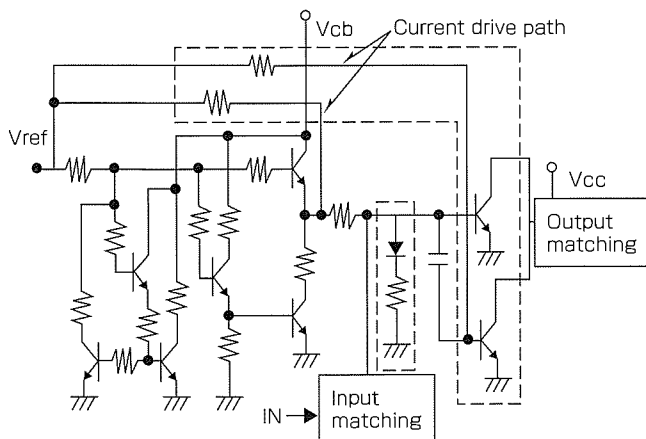 Vcb
Current drive path
Vref
Vcc
Output
matching
IN
Input
matching